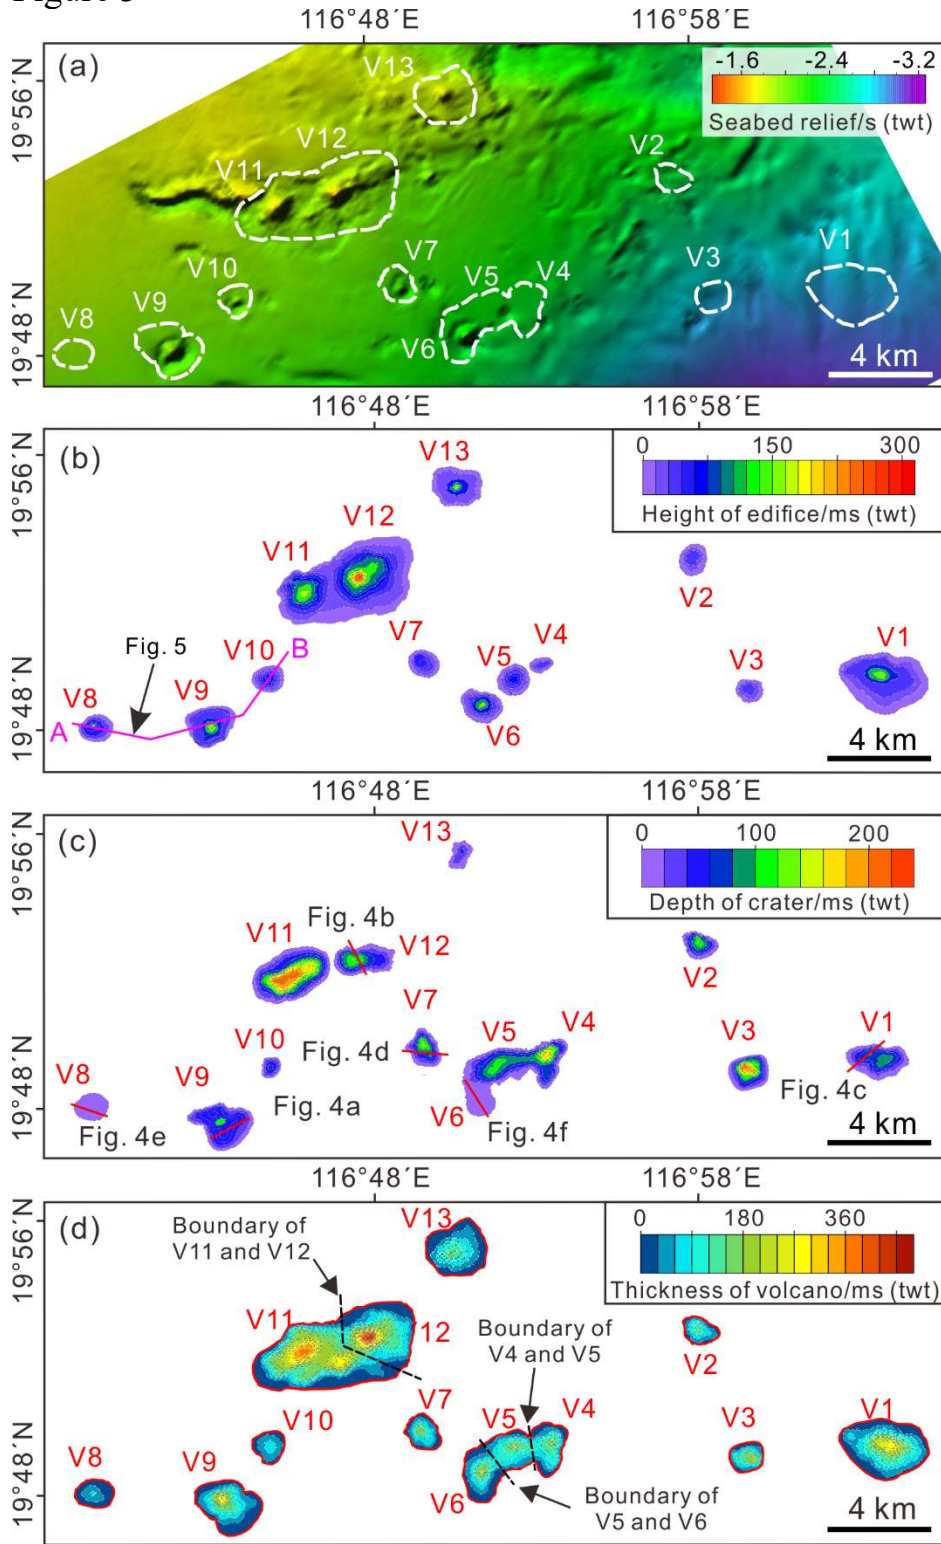 Figure 3
116°48´E
116°58´E
(a)
V13
-1.6
-2.4
-3.2
Seabed relief/s (twt)
19°56´N
V12
V11
V2
V7
V10
V5
V4
V3
V1
V9
V8
V6
19°48´N
4 km
116°48´E
116°58´E
(b)
V13
0
150
300
Height of edifice/ms (twt)
19°56´N
V12
V11
V2
V7
V4
Fig. 5
V10
B
V5
V1
V3
V8
V9
A
V6
19°48´N
4 km
116°48´E
116°58´E
(c)
V13
0
100
200
Depth of crater/ms (twt)
19°56´N
Fig. 4b
V11
V12
V2
V7
V10
V5
V4
V3
V1
Fig. 4d
V8
V9
Fig. 4a
V6
Fig. 4c
Fig. 4e
Fig. 4f
19°48´N
4 km
116°48´E
116°58´E
(d)
Boundary of
V11 and V12
V13
0
180
360
Thickness of volcano/ms (twt)
19°56´N
V11
12
Boundary of
V4 and V5
V2
V7
V10
V5
V4
V3
V1
V8
V9
V6
Boundary of
V5 and V6
19°48´N
4 km